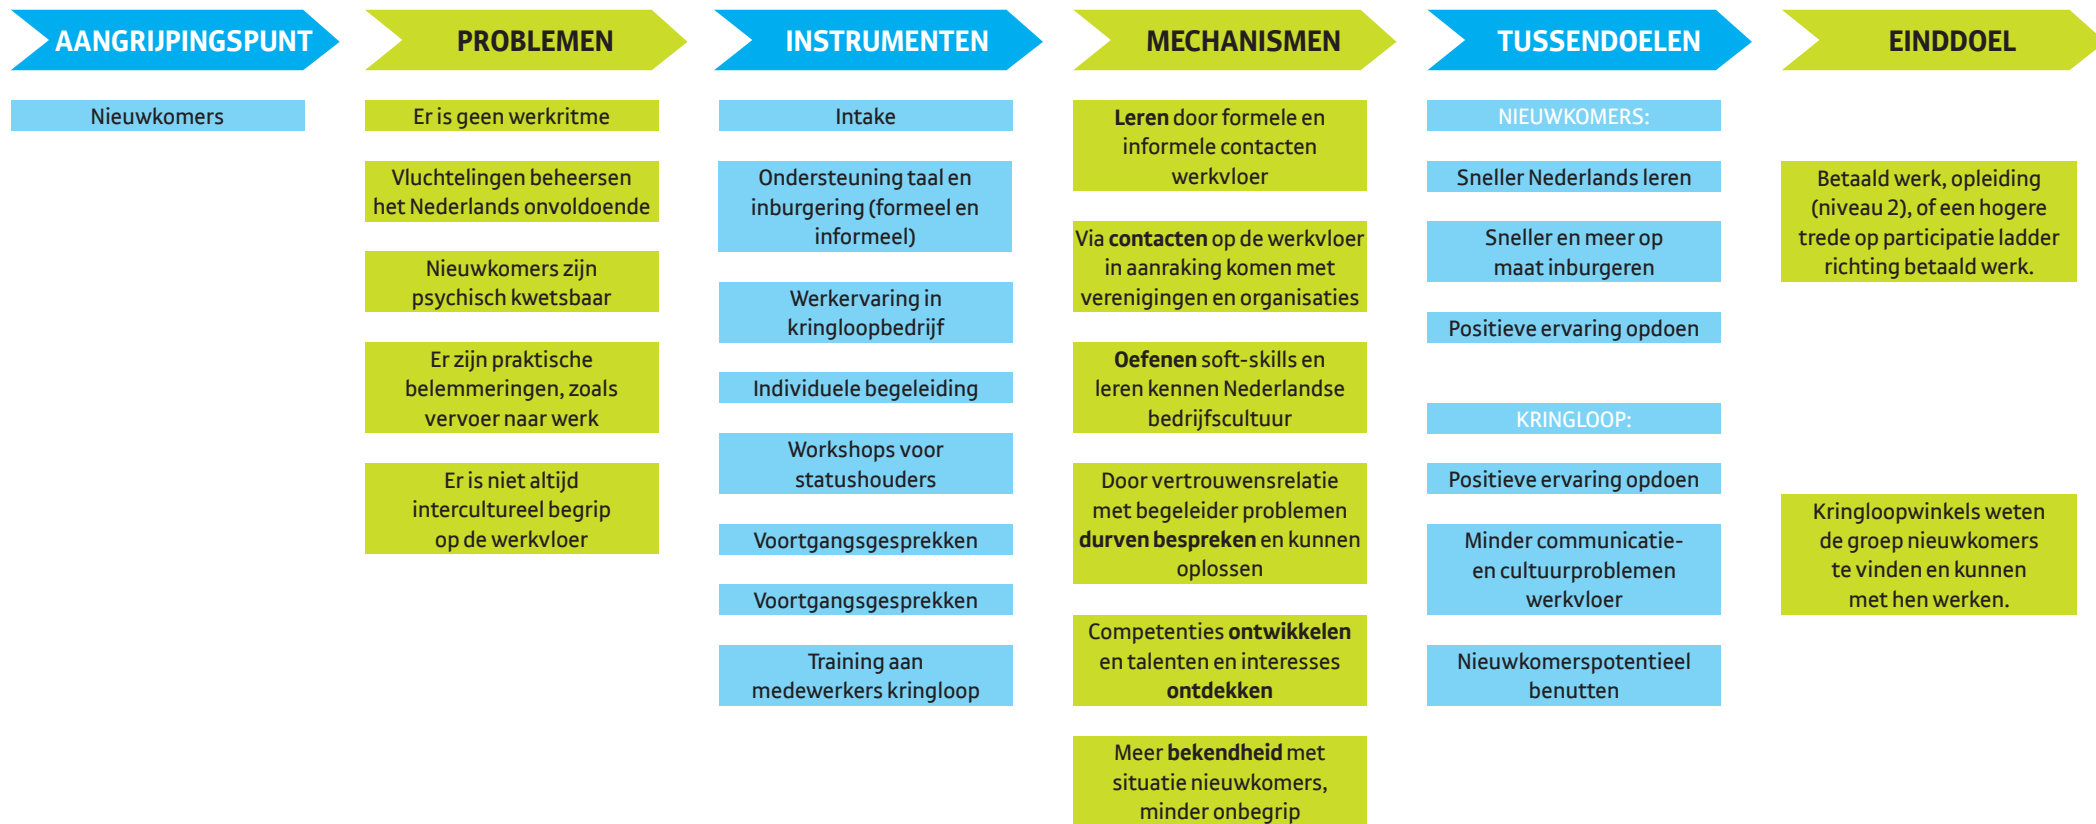 AANGRIJPINGSPUNT
Nieuwkomers
PROBLEMEN
Er is geen werkritme
Vluchtelingen beheersen
het Nederlands onvoldoende
Nieuwkomers zijn
psychisch kwetsbaar
Er zijn praktische
belemmeringen, zoals
vervoer naar werk
Er is niet altijd
intercultureel begrip
op de werkvloer
INSTRUMENTEN
Intake
Ondersteuning taal en
inburgering (formeel en
informeel)
Werkervaring in
kringloopbedrijf
Individuele begeleiding
Workshops voor
statushouders
Voortgangsgesprekken
Voortgangsgesprekken
Training aan
medewerkers kringloop
MECHANISMEN
Leren door formele en
informele contacten
werkvloer
Via contacten op de werkvloer
in aanraking komen met
verenigingen en organisaties
Oefenen soft-skills en
leren kennen Nederlandse
bedrijfscultuur
Door vertrouwensrelatie
met begeleider problemen
durven bespreken en kunnen
oplossen
Competenties ontwikkelen
en talenten en interesses
ontdekken
Meer bekendheid met
situatie nieuwkomers,
minder onbegrip
TUSSENDOELEN
NIEUWKOMERS:
Sneller Nederlands leren
Sneller en meer op
maat inburgeren
Positieve ervaring opdoen
KRINGLOOP:
Positieve ervaring opdoen
Minder communicatie-
en cultuurproblemen
werkvloer
Nieuwkomerspotentieel
benutten
EINDDOEL
Betaald werk, opleiding
(niveau 2), of een hogere
trede op participatie ladder
richting betaald werk.
Kringloopwinkels weten
de groep nieuwkomers
te vinden en kunnen
met hen werken.